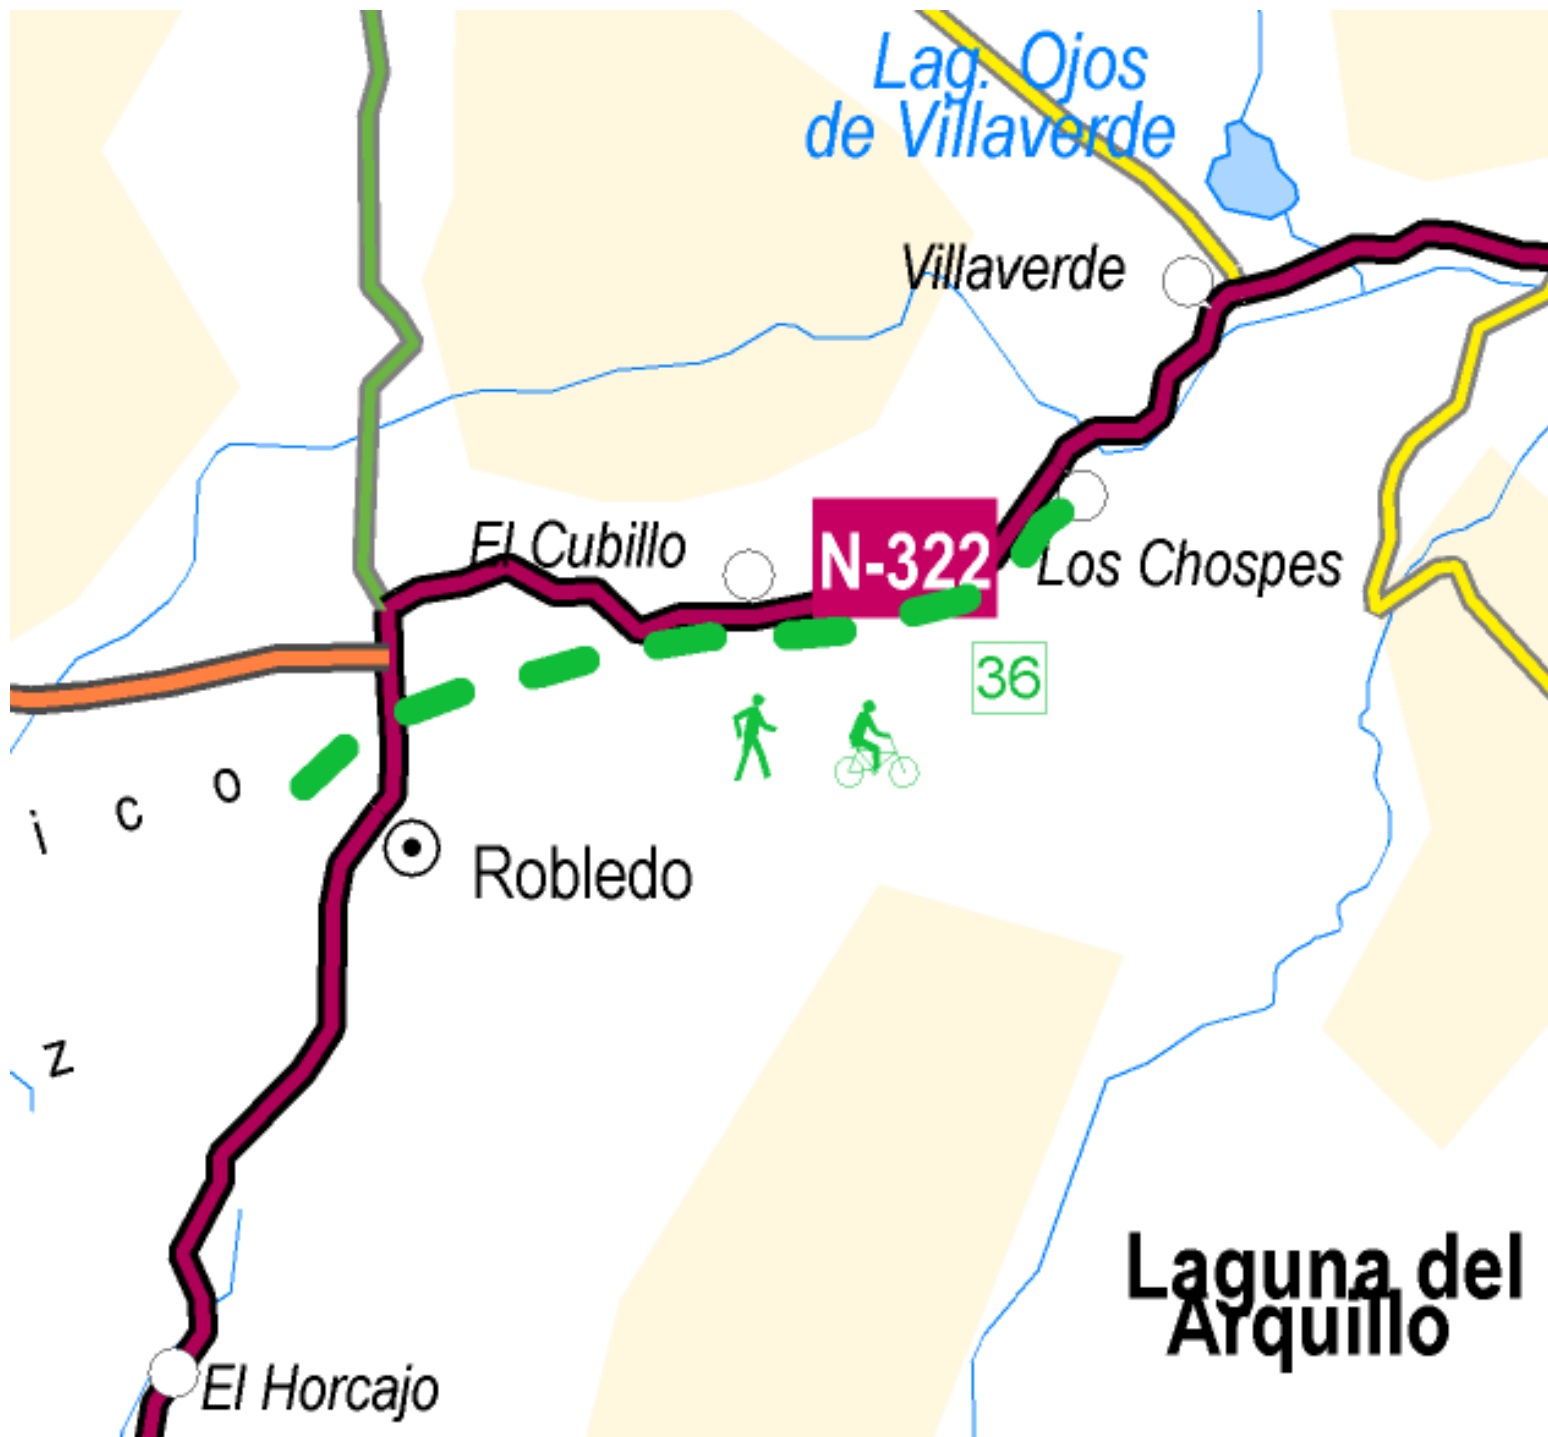 Lag. Ojos
de Villaverde
Villaverde
El Cubillo
N-322
Los Chospes
36
i c o
Robledo
z
Laguna del
Arquillo
El Horcajo